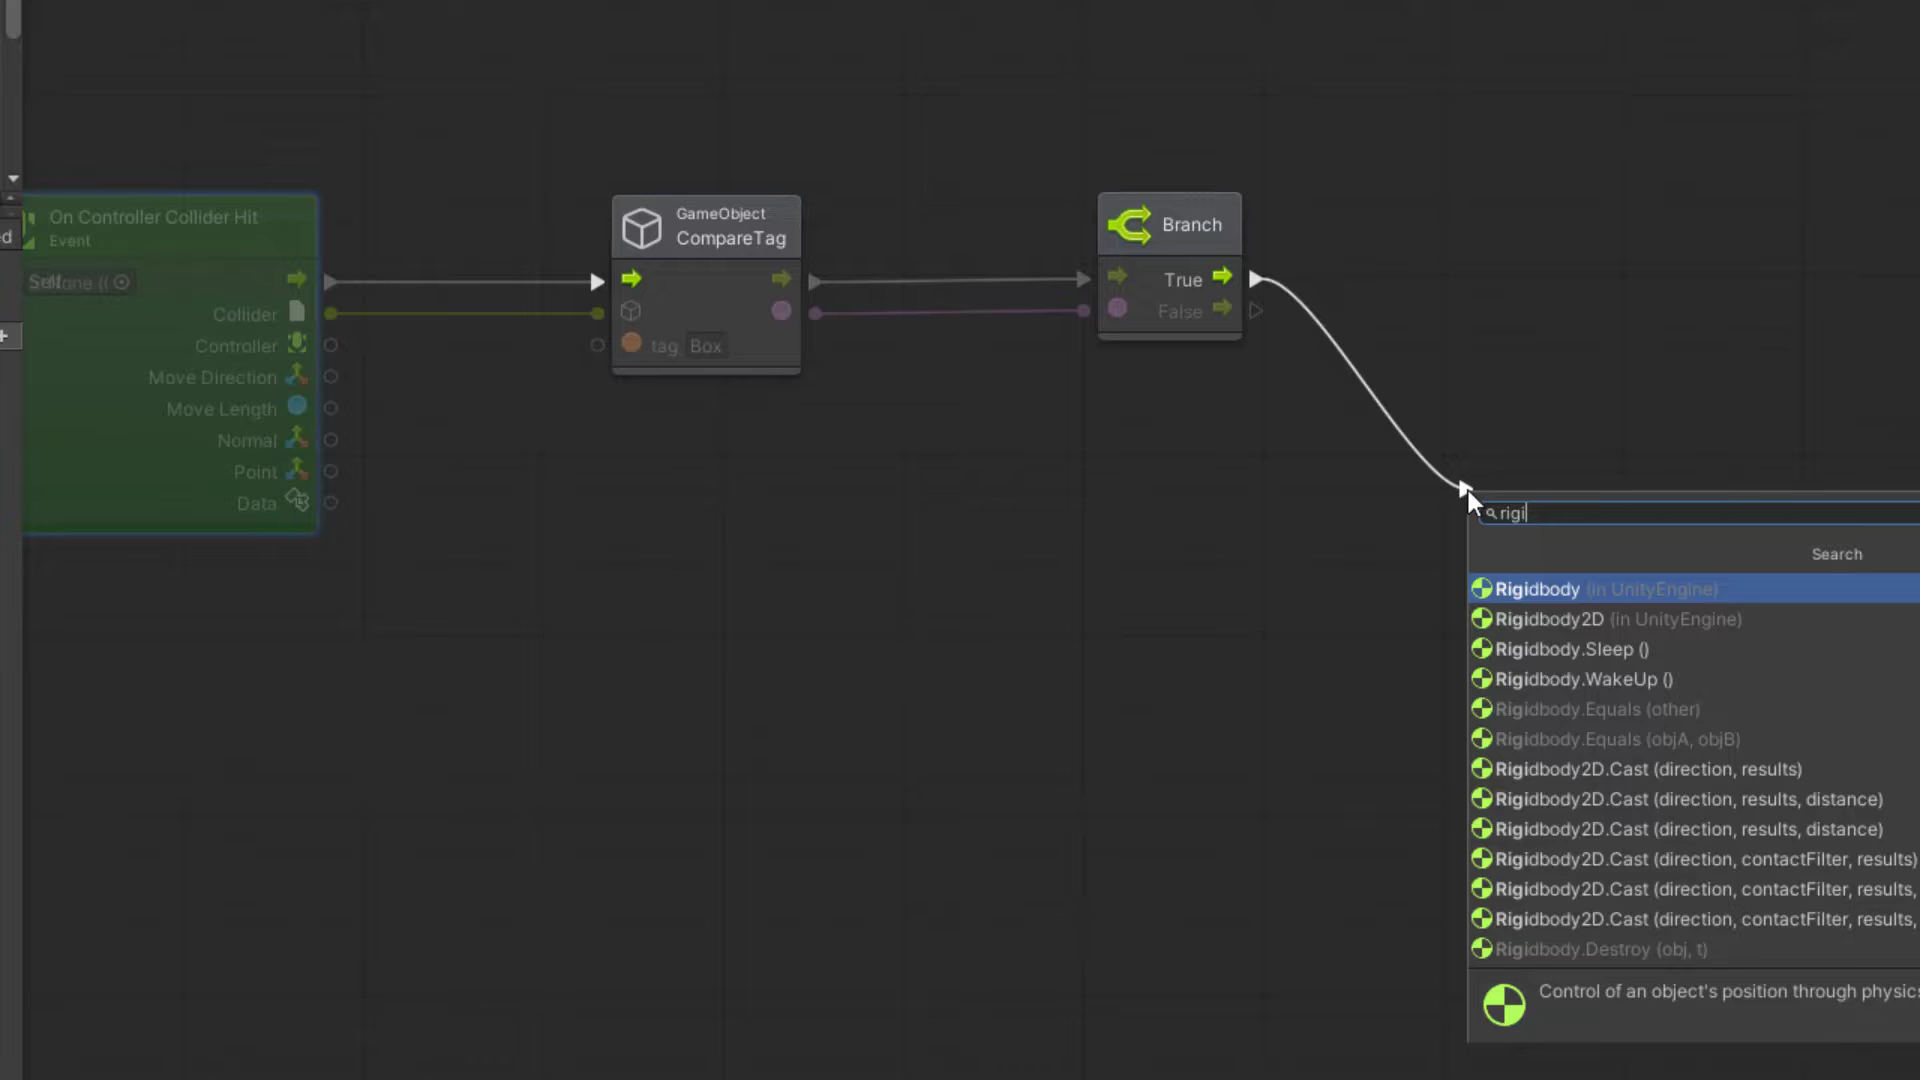 ed
On Controller Collider Hit
Event
Self
Collider
Controller
Move Direction
Move Length
Normal
Point
Data
GameObject
CompareTag
tag Box
Branch
True
False
rigi
Search
Rigidbody (in UnityEngine)
Rigidbody2D (in UnityEngine)
Rigidbody.Sleep ()
Rigidbody.WakeUp ()
Rigidbody.Equals (other)
Rigidbody.Equals (objA, objB)
Rigidbody2D.Cast (direction, results)
Rigidbody2D.Cast (direction, results, distance)
Rigidbody2D.Cast (direction, results, distance)
Rigidbody2D.Cast (direction, contactFilter, results)
Rigidbody2D.Cast (direction, contactFilter, results,
Rigidbody2D.Cast (direction, contactFilter, results,
Rigidbody.Destroy (obj, t)
Control of an object's position through physics